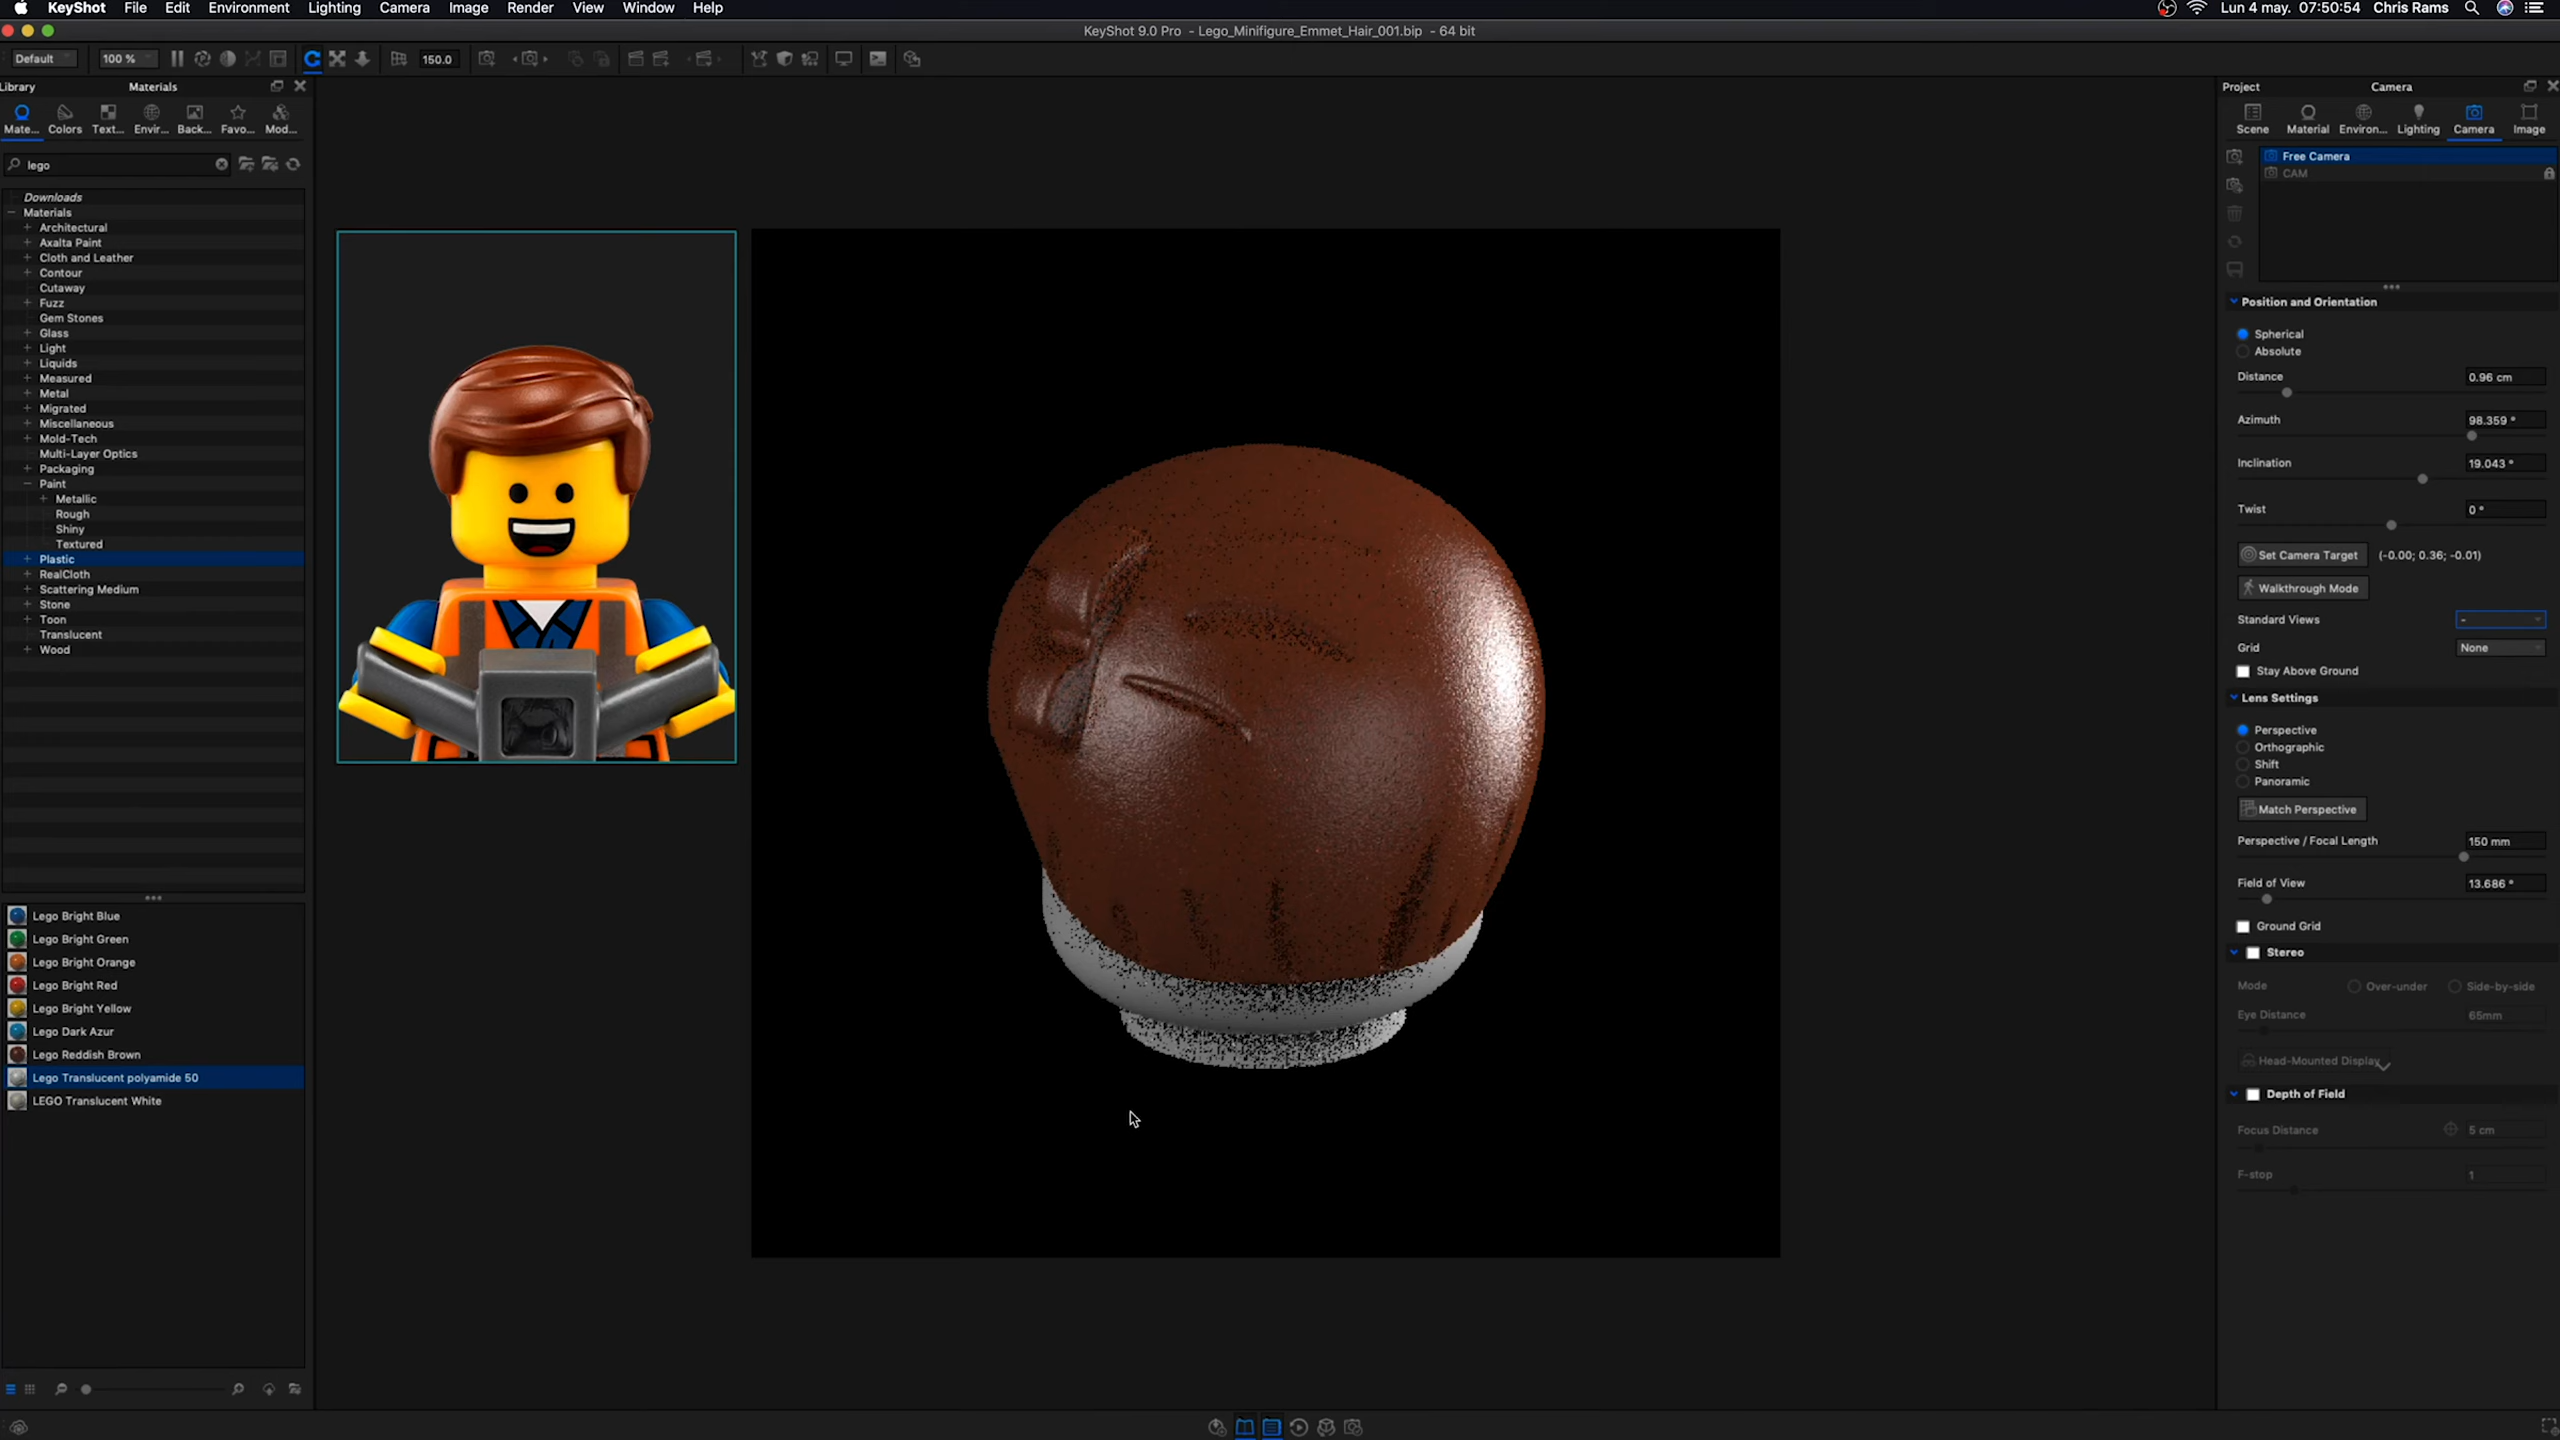 KeyShot File Edit Environment Lighting Camera Image Render View Window Help Lun 4 may. 07:50:54 Chris Rams
KeyShot 9.0 Pro - Lego_Minifigure_Emmet_Hair_001.bip - 64 bit
Default 100 % 150.0
Library Materials
Mate... Colors Text... Envir... Back... Favo... Mod...
lego
Downloads
Materials
Architectural
Axalta Paint
Cloth and Leather
Contour
Cutaway
Fuzz
Gem Stones
Glass
Light
Liquids
Measured
Metal
Migrated
Miscellaneous
Mold-Tech
Multi-Layer Optics
Packaging
Paint
Metallic
Rough
Shiny
Textured
Plastic
RealCloth
Scattering Medium
Stone
Toon
Translucent
Wood
Lego Bright Blue
Lego Bright Green
Lego Bright Orange
Lego Bright Red
Lego Bright Yellow
Lego Dark Azur
Lego Reddish Brown
Lego Translucent polyamide 50
LEGO Translucent White
Project Camera
Scene Material Environ... Lighting Camera Image
Free Camera
CAM
Position and Orientation
Spherical
Absolute
Distance 0.96 cm
Azimuth 98.359 °
Inclination 19.043 °
Twist 0 °
Set Camera Target (-0.00; 0.36; -0.01)
Walkthrough Mode
Standard Views -
Grid None
Stay Above Ground
Lens Settings
Perspective
Orthographic
Shift
Panoramic
Match Perspective
Perspective / Focal Length 150 mm
Field of View 13.686 °
Ground Grid
Stereo
Mode Over-under Side-by-side
Eye Distance 65mm
Head-Mounted Display
Depth of Field
Focus Distance 5 cm
F-stop 1